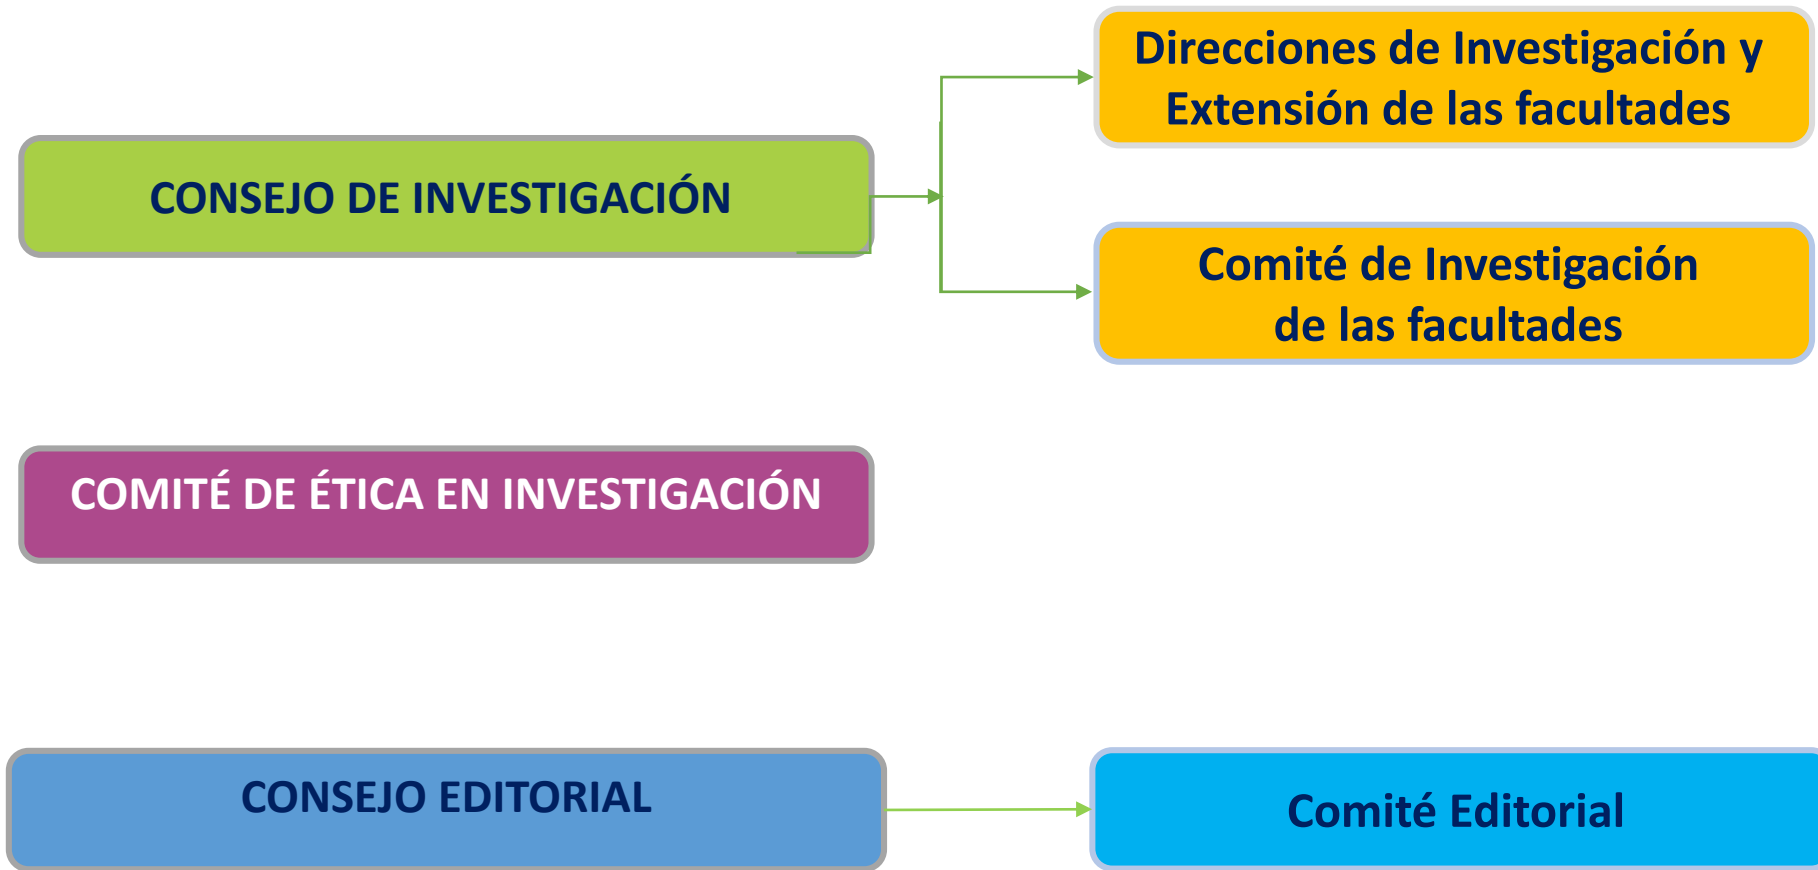 Direcciones de Investigación y
Extensión de las facultades
CONSEJO DE INVESTIGACIÓN
Comité de Investigación
de las facultades
COMITÉ DE ÉTICA EN INVESTIGACIÓN
CONSEJO EDITORIAL
Comité Editorial